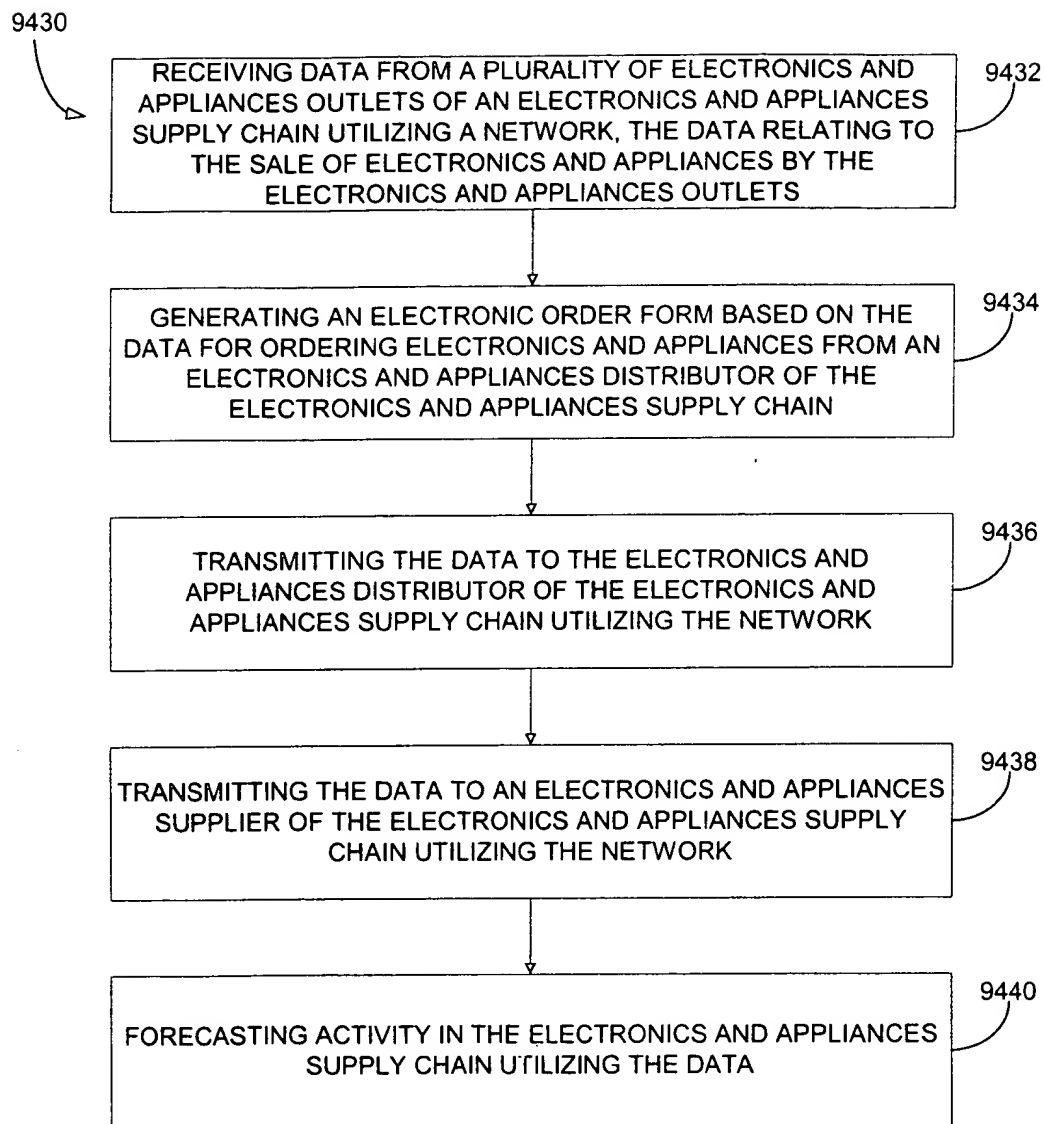 9430
RECEIVING DATA FROM A PLURALITY OF ELECTRONICS AND
APPLIANCES OUTLETS OF AN ELECTRONICS AND APPLIANCES
SUPPLY CHAIN UTILIZING A NETWORK, THE DATA RELATING TO
THE SALE OF ELECTRONICS AND APPLIANCES BY THE
ELECTRONICS AND APPLIANCES OUTLETS
9432
GENERATING AN ELECTRONIC ORDER FORM BASED ON THE
DATA FOR ORDERING ELECTRONICS AND APPLIANCES FROM AN
ELECTRONICS AND APPLIANCES DISTRIBUTOR OF THE
ELECTRONICS AND APPLIANCES SUPPLY CHAIN
9434
TRANSMITTING THE DATA TO THE ELECTRONICS AND
APPLIANCES DISTRIBUTOR OF THE ELECTRONICS AND
APPLIANCES SUPPLY CHAIN UTILIZING THE NETWORK
9436
TRANSMITTING THE DATA TO AN ELECTRONICS AND APPLIANCES
SUPPLIER OF THE ELECTRONICS AND APPLIANCES SUPPLY
CHAIN UTILIZING THE NETWORK
9438
FORECASTING ACTIVITY IN THE ELECTRONICS AND APPLIANCES
SUPPLY CHAIN UTILIZING THE DATA
9440